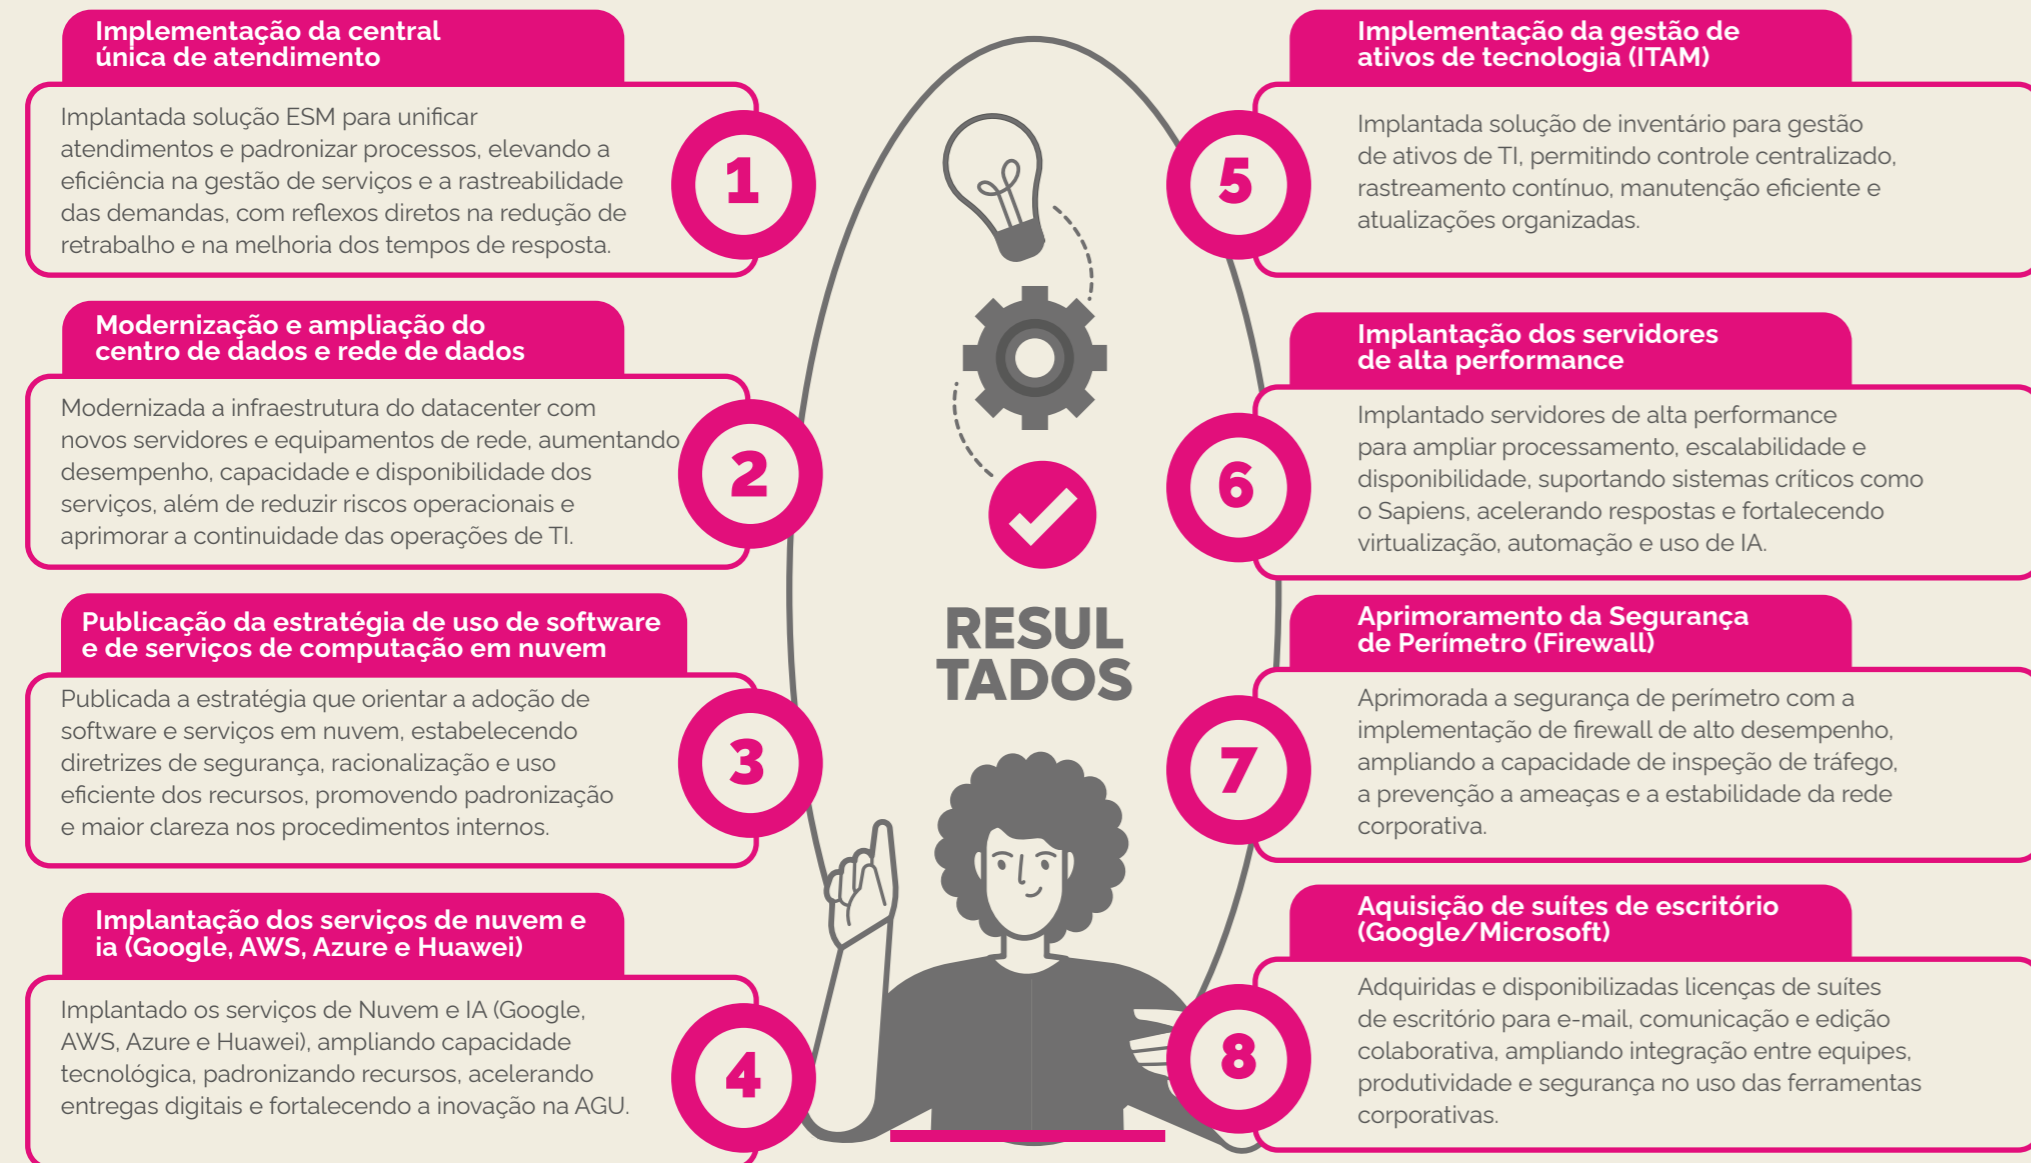 Implementação da central
única de atendimento
Implantada solução ESM para unificar
atendimentos e padronizar processos, elevando a
eficiência na gestão de serviços e a rastreabilidade
das demandas, com reflexos diretos na redução de
retrabalho e na melhoria dos tempos de resposta.
1
Modernização e ampliação do
centro de dados e rede de dados
Modernizada a infraestrutura do datacenter com
novos servidores e equipamentos de rede, aumentando
desempenho, capacidade e disponibilidade dos
serviços, além de reduzir riscos operacionais e
aprimorar a continuidade das operações de TI.
2
Publicação da estratégia de uso de software
e de serviços de computação em nuvem
Publicada a estratégia que orientar a adoção de
software e serviços em nuvem, estabelecendo
diretrizes de segurança, racionalização e uso
eficiente dos recursos, promovendo padronização
e maior clareza nos procedimentos internos.
3
Implantação dos serviços de nuvem e
ia (Google, AWS, Azure e Huawei)
Implantado os serviços de Nuvem e IA (Google,
AWS, Azure e Huawei), ampliando capacidade
tecnológica, padronizando recursos, acelerando
entregas digitais e fortalecendo a inovação na AGU.
4
RESUL
TADOS
Implementação da gestão de
ativos de tecnologia (ITAM)
Implantada solução de inventário para gestão
de ativos de TI, permitindo controle centralizado,
rastreamento contínuo, manutenção eficiente e
atualizações organizadas.
5
Implantação dos servidores
de alta performance
Implantado servidores de alta performance
para ampliar processamento, escalabilidade e
disponibilidade, suportando sistemas críticos como
o Sapiens, acelerando respostas e fortalecendo
virtualização, automação e uso de IA.
6
Aprimoramento da Segurança
de Perímetro (Firewall)
Aprimorada a segurança de perímetro com a
implementação de firewall de alto desempenho,
ampliando a capacidade de inspeção de tráfego,
a prevenção a ameaças e a estabilidade da rede
corporativa.
7
Aquisição de suítes de escritório
(Google/Microsoft)
Adquiridas e disponibilizadas licenças de suítes
de escritório para e-mail, comunicação e edição
colaborativa, ampliando integração entre equipes,
produtividade e segurança no uso das ferramentas
corporativas.
8